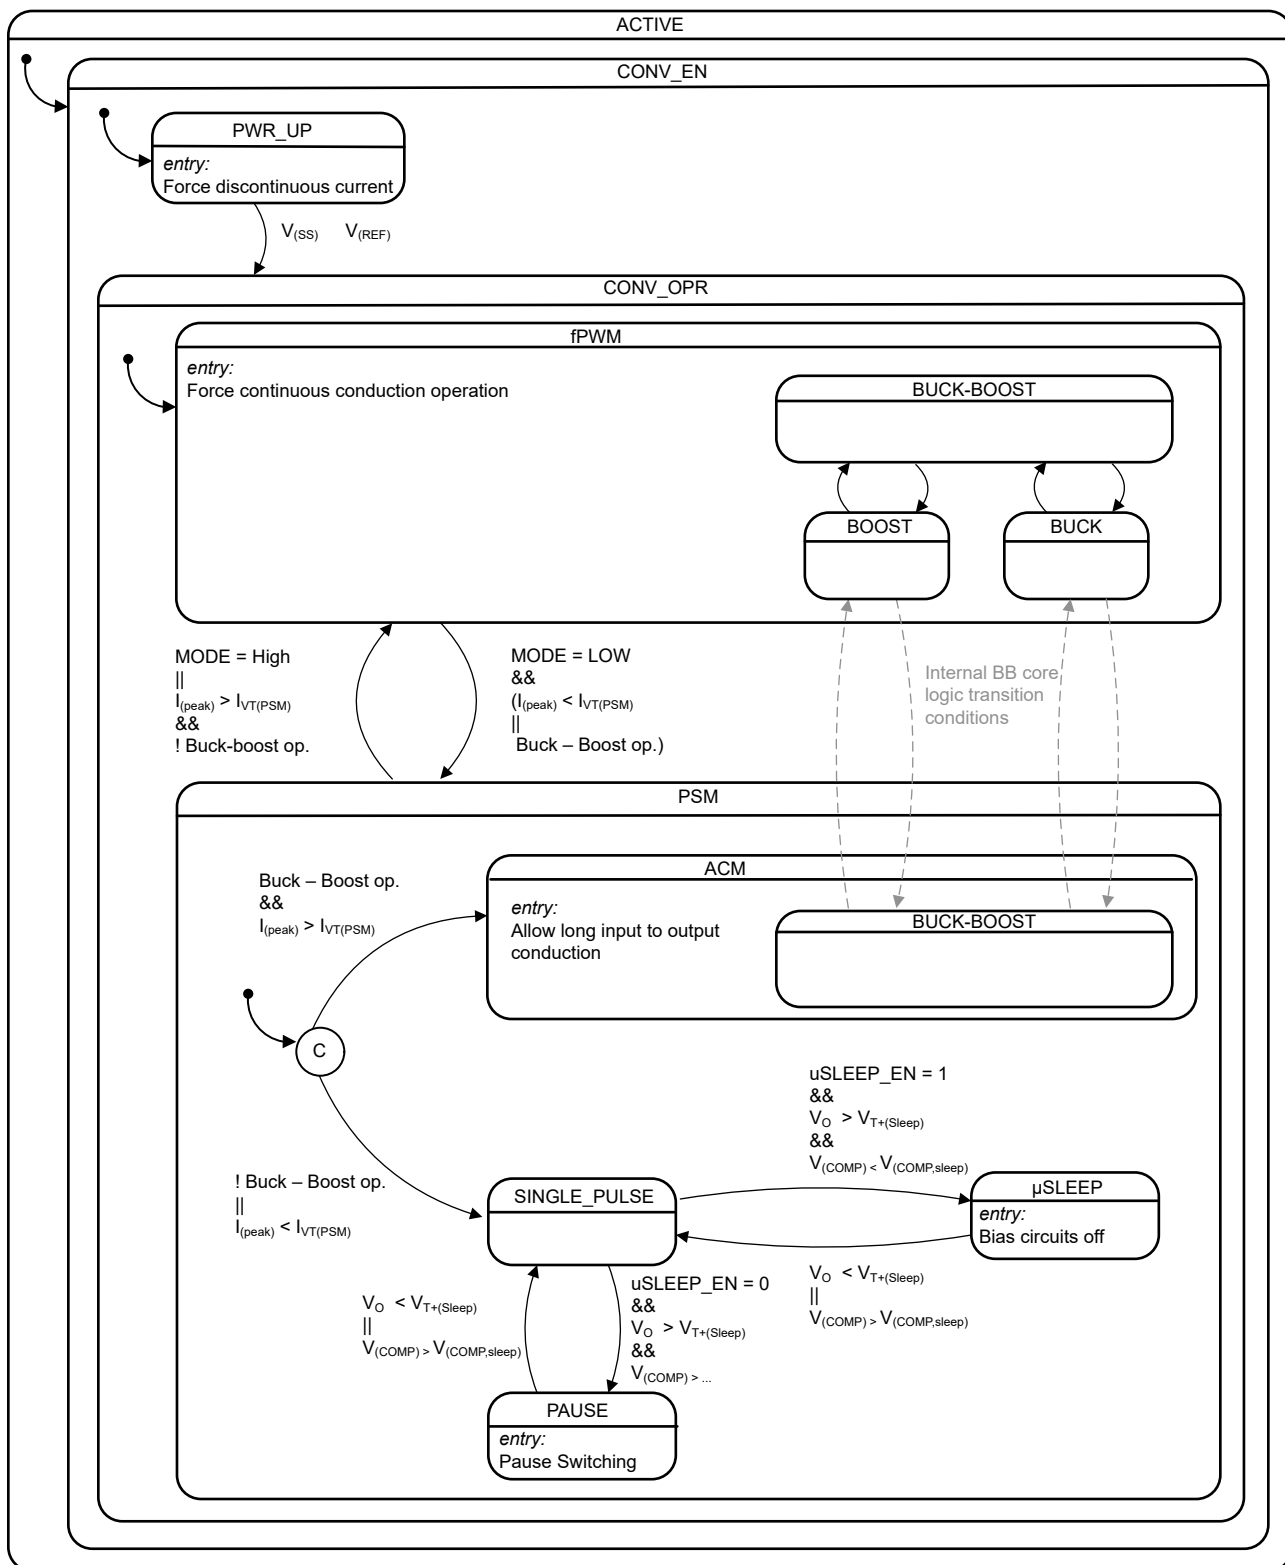 ACTIVE
CONV_EN
PWR_UP
entry:
Force discontinuous current
V(SS) V(REF)
CONV_OPR
fPWM
entry:
Force continuous conduction operation
BUCK-BOOST
BOOST
BUCK
MODE = High
||
I(peak) > IVT(PSM)
&&
! Buck-boost op.
MODE = LOW
&&
(I(peak) < IVT(PSM)
||
Buck – Boost op.)
Internal BB core
logic transition
conditions
PSM
ACM
entry:
Allow long input to output
conduction
BUCK-BOOST
Buck – Boost op.
&&
I(peak) > IVT(PSM)
C
! Buck – Boost op.
||
I(peak) < IVT(PSM)
uSLEEP_EN = 1
&&
VO > VT+(Sleep)
&&
V(COMP) < V(COMP,sleep)
SINGLE_PULSE
µSLEEP
entry:
Bias circuits off
VO < VT+(Sleep)
||
V(COMP) > V(COMP,sleep)
uSLEEP_EN = 0
&&
VO > VT+(Sleep)
&&
V(COMP) > ...
VO < VT+(Sleep)
||
V(COMP) > V(COMP,sleep)
PAUSE
entry:
Pause Switching